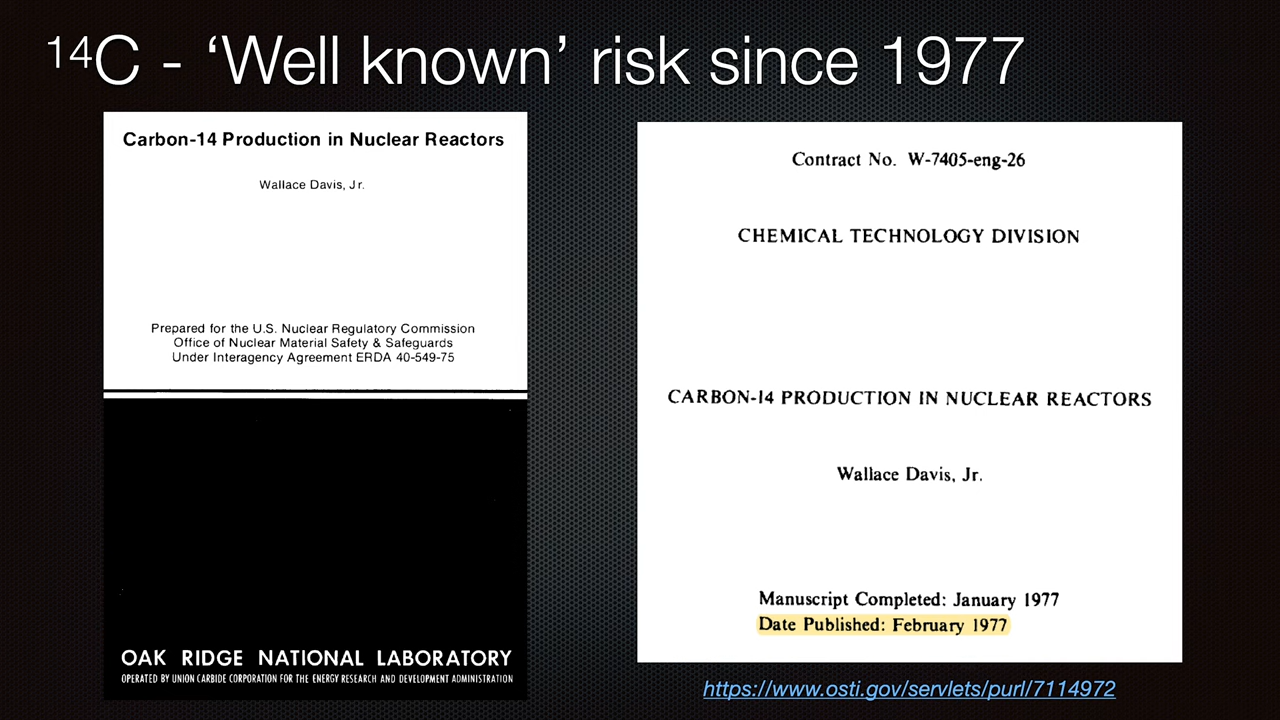 ¹⁴C - ‘Well known’ risk since 1977
Carbon-14 Production in Nuclear Reactors
Wallace Davis, Jr.
Prepared for the U.S. Nuclear Regulatory Commission
Office of Nuclear Material Safety & Safeguards
Under Interagency Agreement ERDA 40-549-75
OAK RIDGE NATIONAL LABORATORY
OPERATED BY UNION CARBIDE CORPORATION FOR THE ENERGY RESEARCH AND DEVELOPMENT ADMINISTRATION
Contract No. W-7405-eng-26
CHEMICAL TECHNOLOGY DIVISION
CARBON-14 PRODUCTION IN NUCLEAR REACTORS
Wallace Davis, Jr.
Manuscript Completed: January 1977
Date Published: February 1977
https://www.osti.gov/servlets/purl/7114972